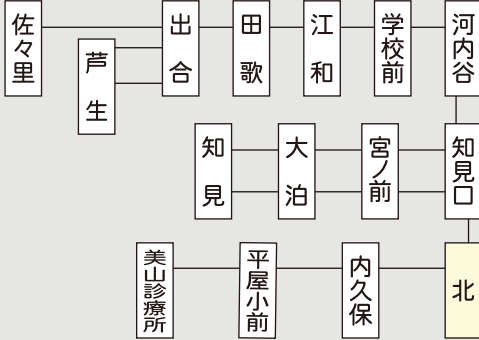 佐々里
芦生
出合
田歌
江和
学校前
河内谷
知見
大泊
宮ノ前
知見口
美山診療所
平屋小前
内久保
北